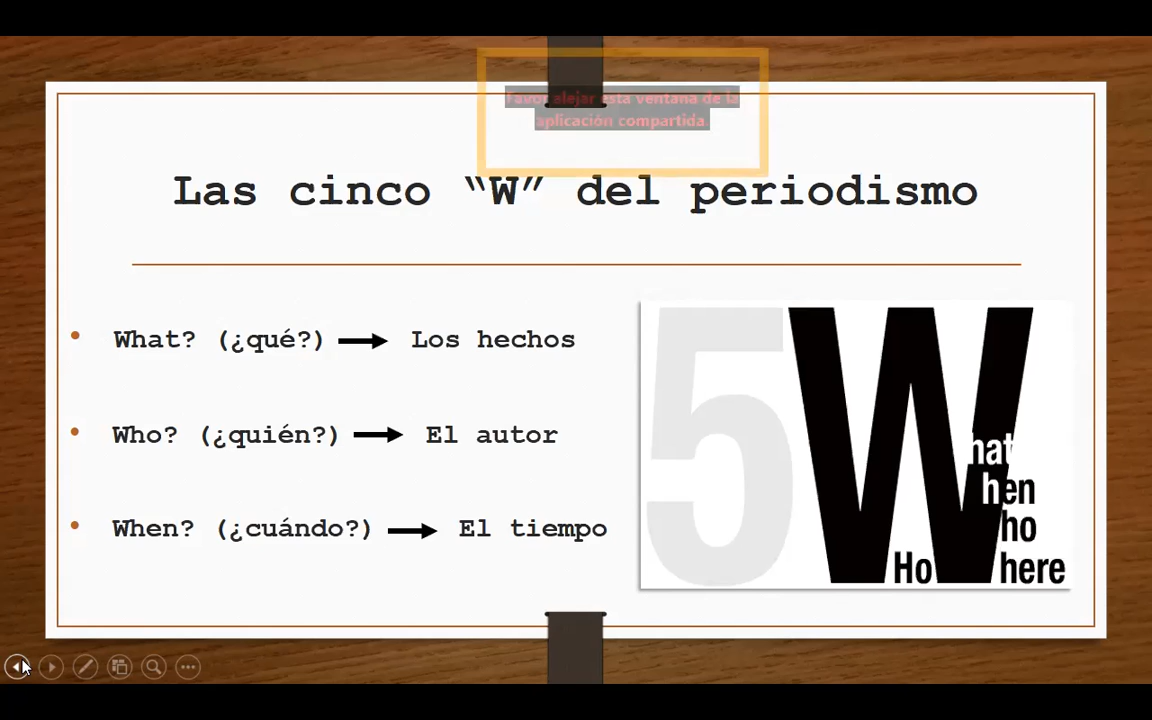 Favor alejar esta ventana de la
aplicación compartida.
Las cinco “W” del periodismo
• What? (¿qué?) Los hechos
• Who? (¿quién?) El autor
• When? (¿cuándo?) El tiempo
5W
hat
hen
ho
Ho here